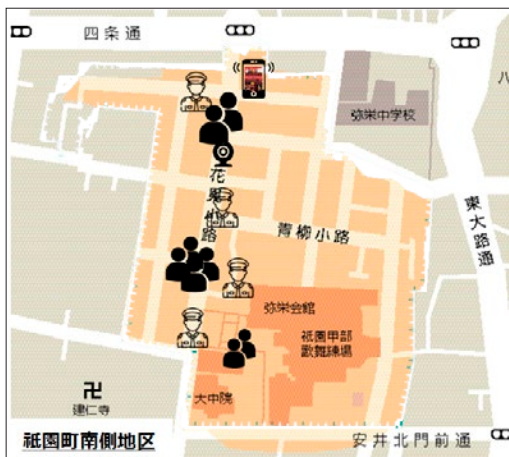 四条通
八
弥栄中学校
花見小路
東大路通
青柳小路
弥栄会館
祇園甲部
歌舞練場
大中院
卍
建仁寺
祇園町南側地区
安井北門前通